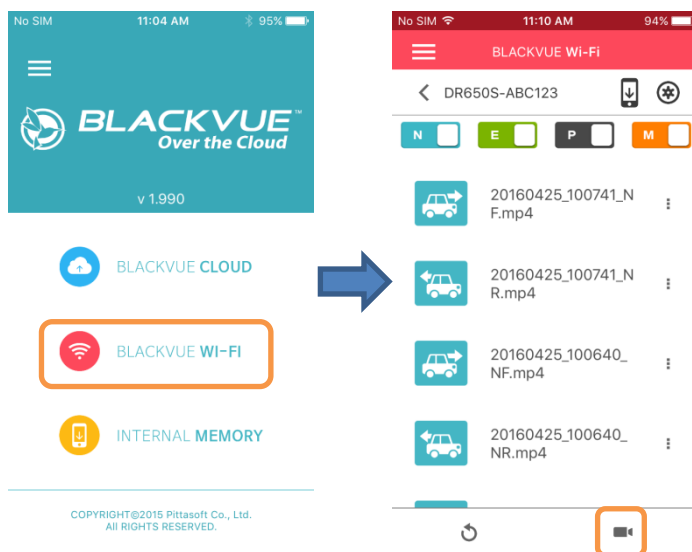 No SIM 11:04 AM 95%
BLACKVUE™
Over the Cloud
v 1.990
BLACKVUE CLOUD
BLACKVUE WI-FI
INTERNAL MEMORY
COPYRIGHT©2015 Pittasoft Co., Ltd.
All RIGHTS RESERVED.
No SIM 11:10 AM 94%
BLACKVUE Wi-Fi
DR650S-ABC123
N E P M
20160425_100741_N
F.mp4
20160425_100741_N
R.mp4
20160425_100640_
NF.mp4
20160425_100640_
NR.mp4